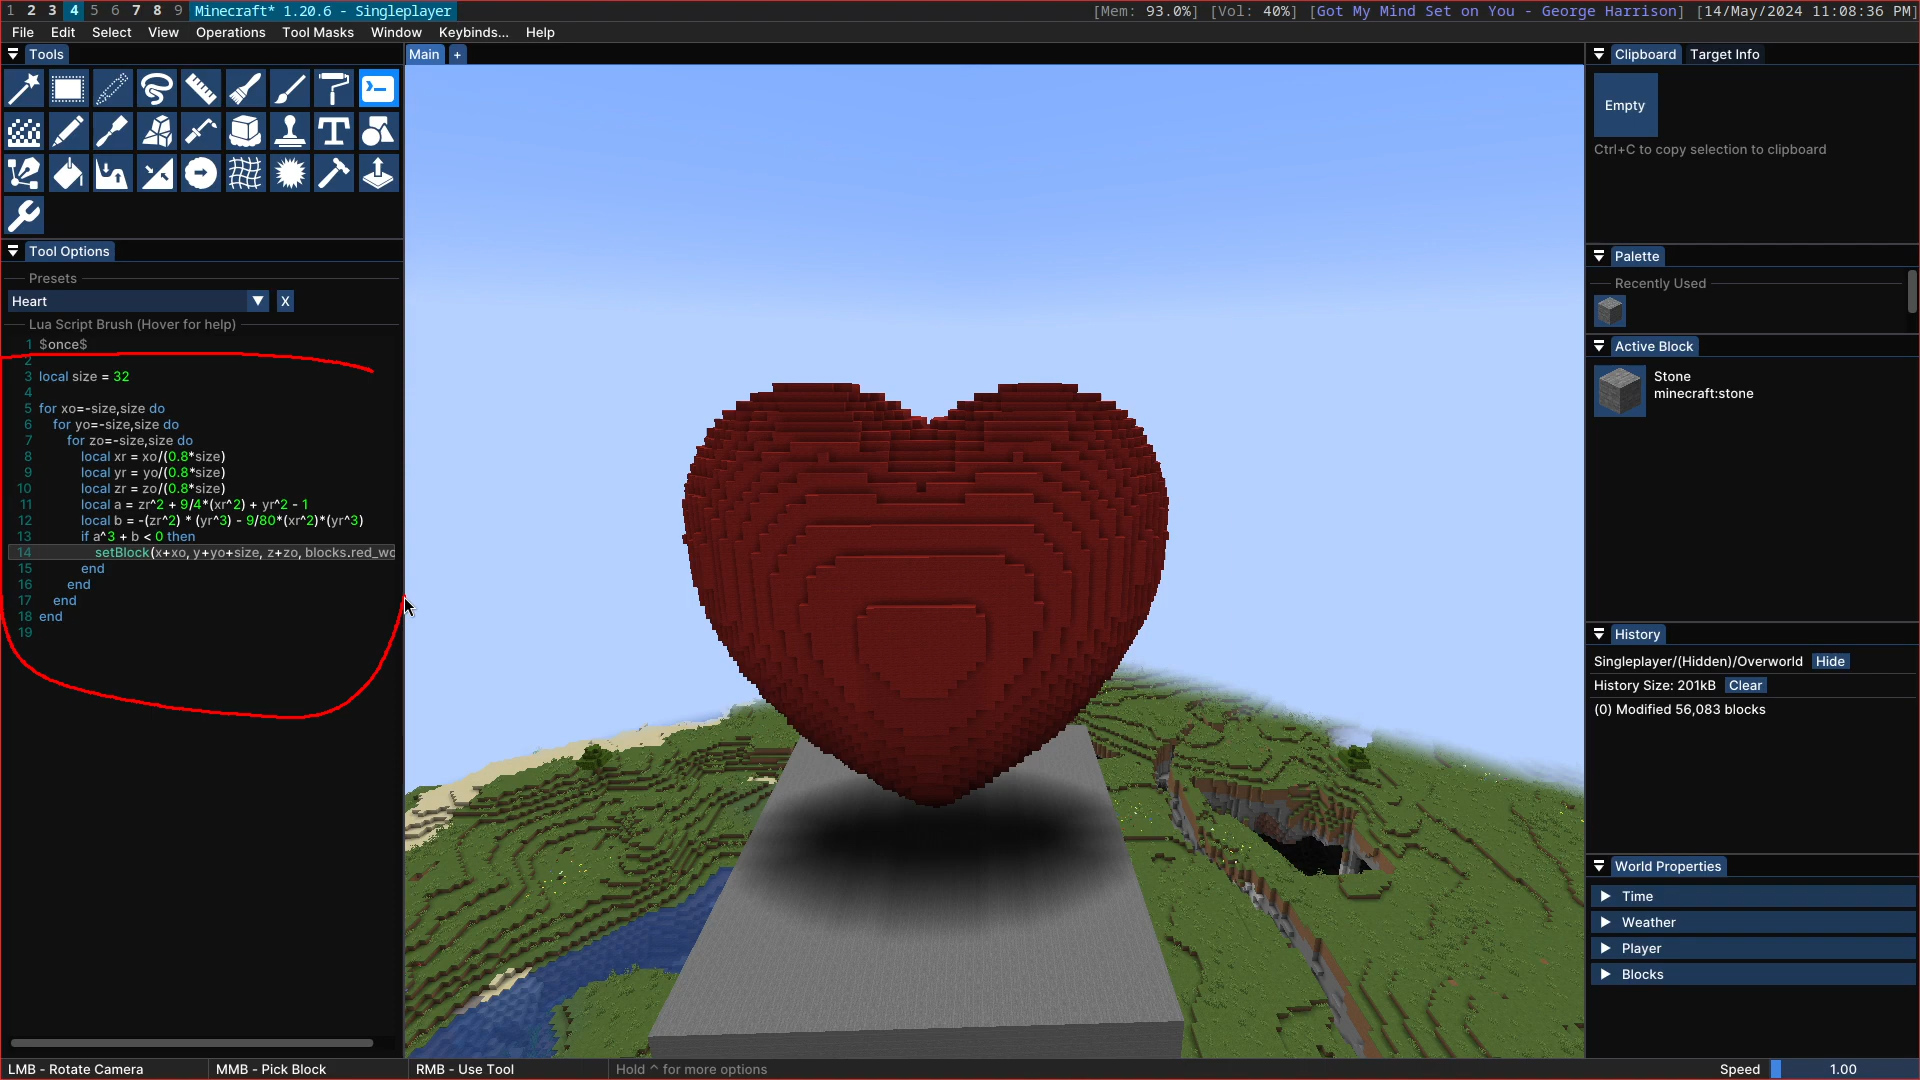 1 2 3 4 5 6 7 8 9 Minecraft* 1.20.6 - Singleplayer [Mem: 93.0%] [Vol: 40%] [Got My Mind Set on You - George Harrison] [14/May/2024 11:08:36 PM]
File Edit Select View Operations Tool Masks Window Keybinds... Help
Tools
Main +
Clipboard Target Info
Empty
Ctrl+C to copy selection to clipboard
Tool Options
Presets
Heart X
Lua Script Brush (Hover for help)
1 $once$
2
3 local size = 32
4
5 for xo=-size,size do
6 for yo=-size,size do
7 for zo=-size,size do
8 local xr = xo/(0.8*size)
9 local yr = yo/(0.8*size)
10 local zr = zo/(0.8*size)
11 local a = zr^2 + 9/4*(xr^2) + yr^2 - 1
12 local b = -(zr^2) * (yr^3) - 9/80*(xr^2)*(yr^3)
13 if a^3 + b < 0 then
14 setBlock(x+xo, y+yo+size, z+zo, blocks.red_wo
15 end
16 end
17 end
18 end
19
Palette
Recently Used
Active Block
Stone
minecraft:stone
History
Singleplayer/(Hidden)/Overworld Hide
History Size: 201kB Clear
(0) Modified 56,083 blocks
World Properties
Time
Weather
Player
Blocks
LMB - Rotate Camera MMB - Pick Block RMB - Use Tool Hold ^ for more options Speed 1.00